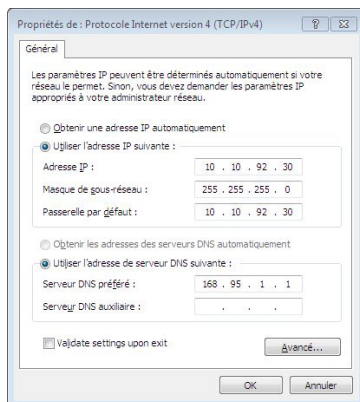 Propriétés de : Protocole Internet version 4 (TCP/IPv4)
Général
Les paramètres IP peuvent être déterminés automatiquement si votre
réseau le permet. Sinon, vous devez demander les paramètres IP
appropriés à votre administrateur réseau.
Obtenir une adresse IP automatiquement
Utiliser l'adresse IP suivante :
Adresse IP : 10 . 10 . 92 . 30
Masque de sous-réseau : 255 . 255 . 255 . 0
Passerelle par défaut : 10 . 10 . 92 . 30
Obtenir les adresses des serveurs DNS automatiquement
Utiliser l'adresse de serveur DNS suivante :
Serveur DNS préféré : 168 . 95 . 1 . 1
Serveur DNS auxiliaire : . . .
Validate settings upon exit
Avancé...
OK Annuler